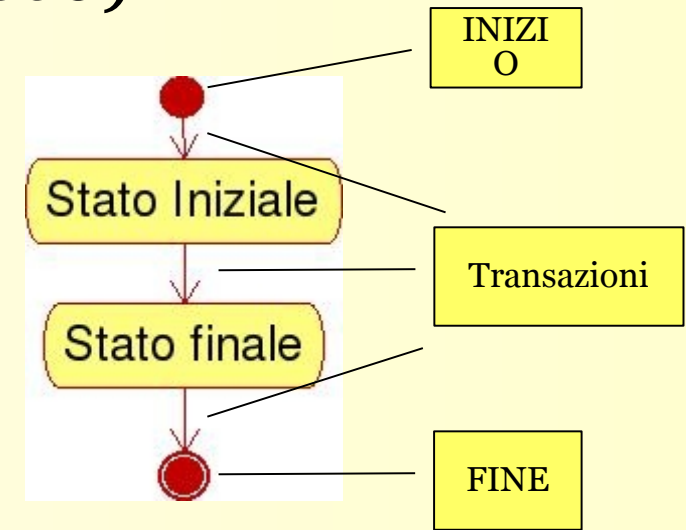 INIZI
O
Stato Iniziale
Transazioni
Stato finale
FINE